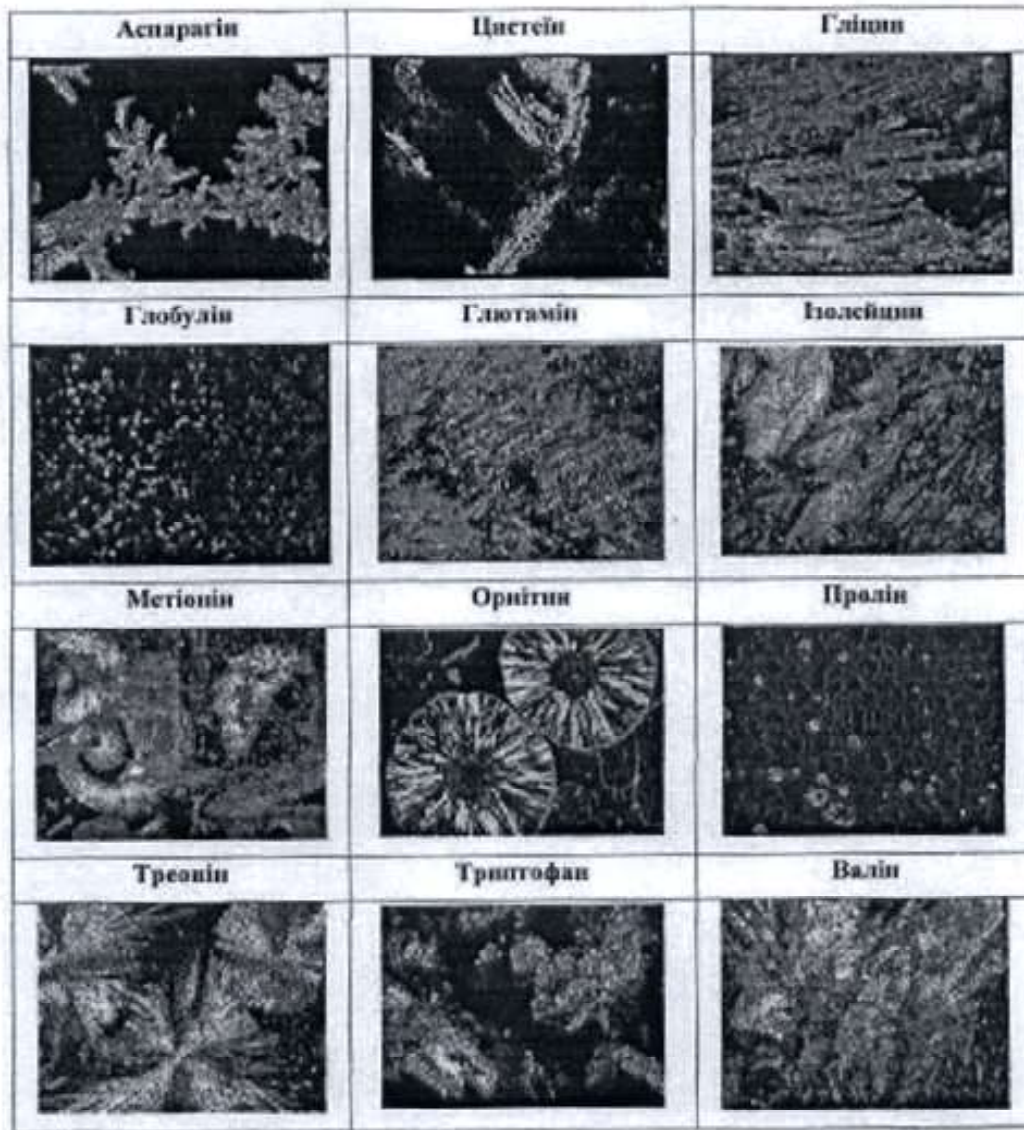 Аспарагін
Цистеїн
Гліцин
Глобулін
Глютамін
Ізолейцин
Метіонін
Орнітин
Пролін
Треонін
Триптофан
Валін